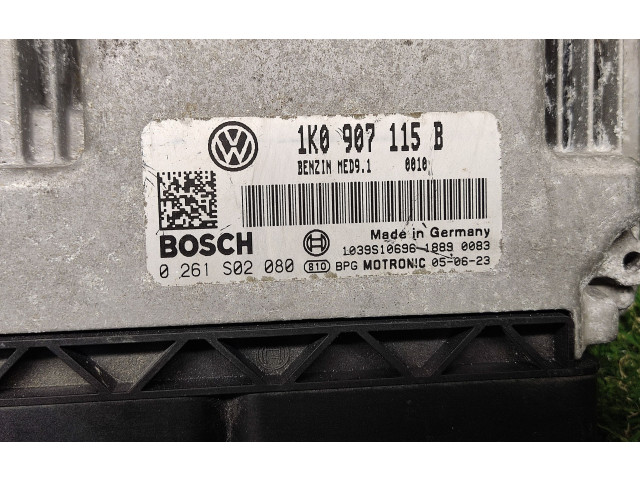 1K0 907 115 B
BENZIN MED9.1 0010
Made in Germany
BOSCH
1039S10696 1889 0083
0 261 S02 080 810 BPG MOTRONIC 05-06-23